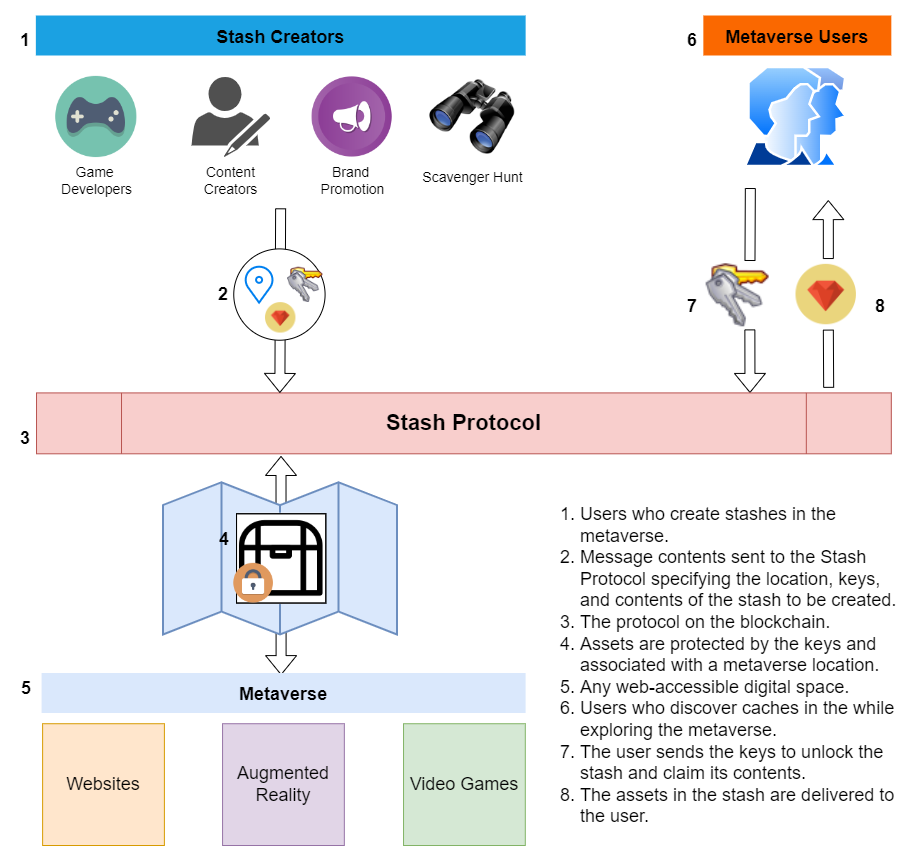 1
Stash Creators
6
Metaverse Users
Game
Developers
Content
Creators
Brand
Promotion
Scavenger Hunt
2
7
8
3
Stash Protocol
4
5
Metaverse
Websites
Augmented
Reality
Video Games
1. Users who create stashes in the
metaverse.
2. Message contents sent to the Stash
Protocol specifying the location, keys,
and contents of the stash to be created.
3. The protocol on the blockchain.
4. Assets are protected by the keys and
associated with a metaverse location.
5. Any web-accessible digital space.
6. Users who discover caches in the while
exploring the metaverse.
7. The user sends the keys to unlock the
stash and claim its contents.
8. The assets in the stash are delivered to
the user.